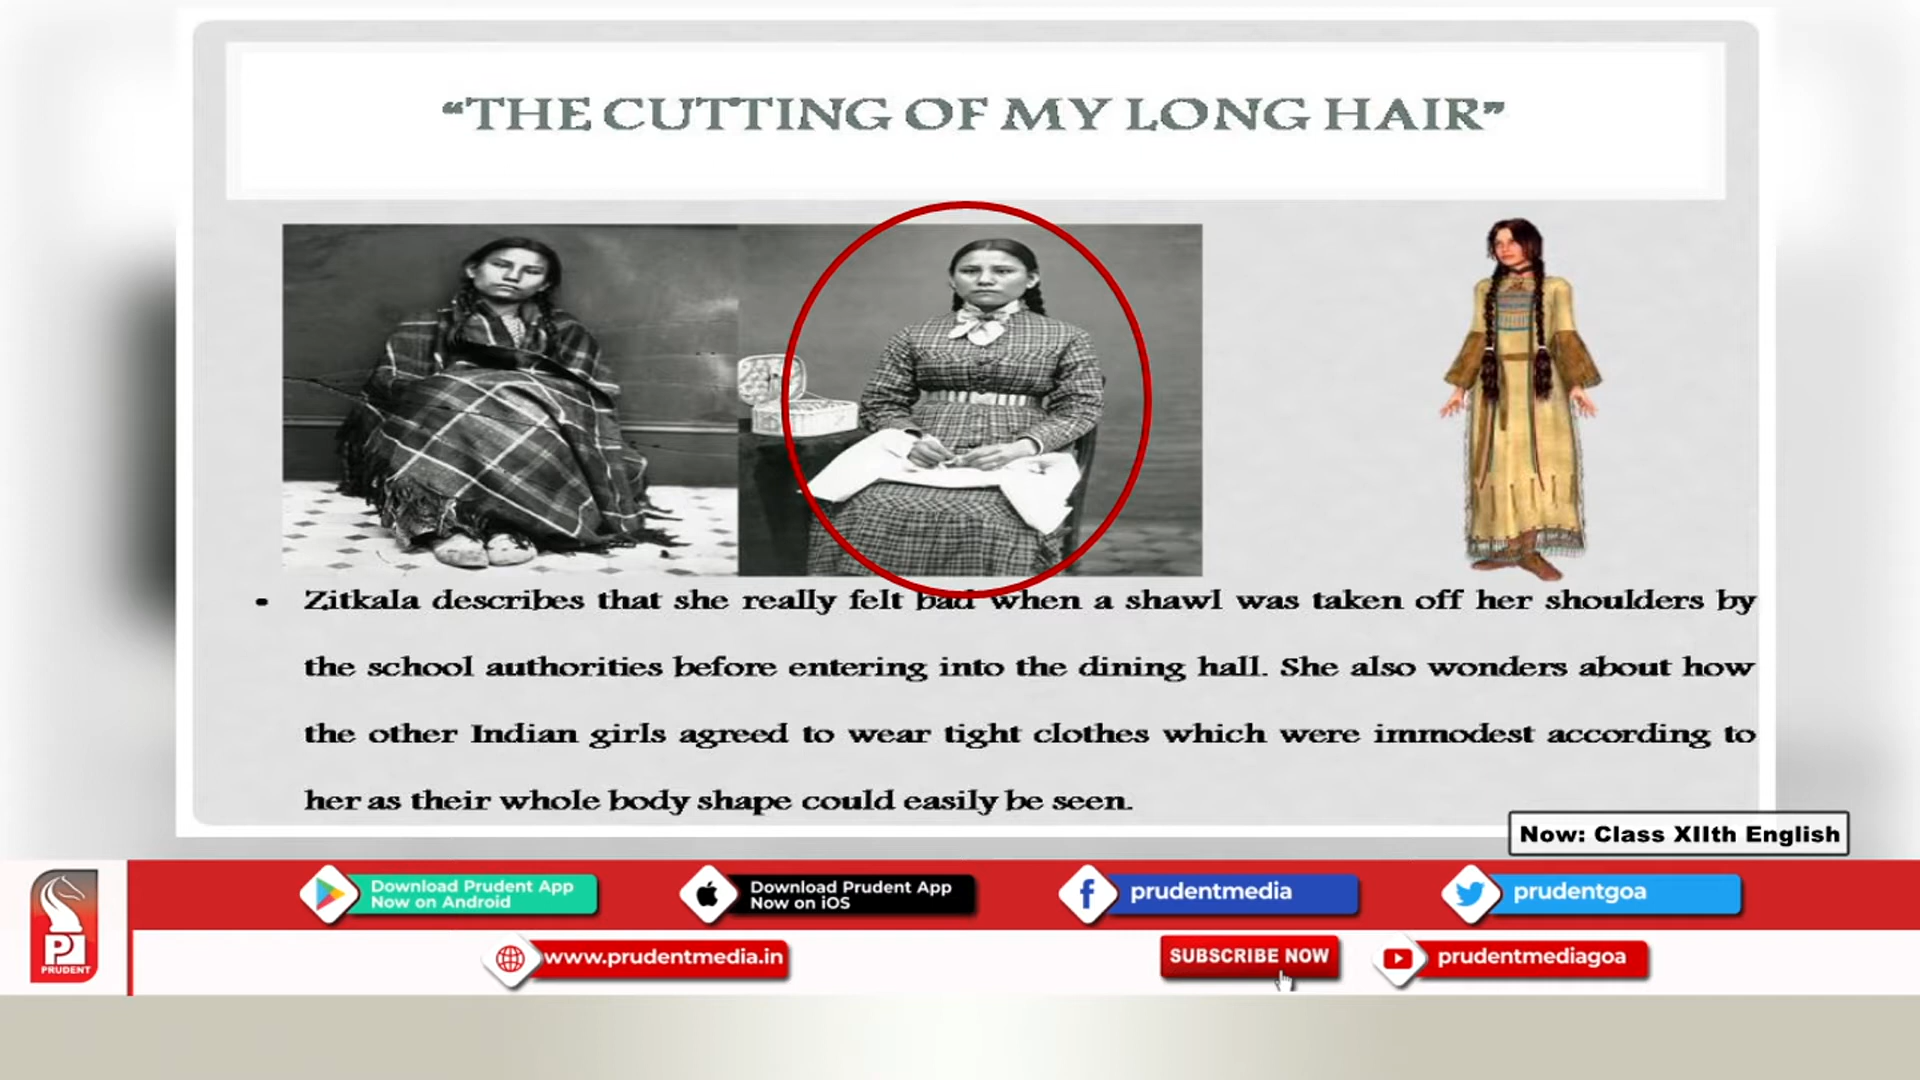 “THE CUTTING OF MY LONG HAIR”
• Zitkala describes that she really felt bad when a shawl was taken off her shoulders by
the school authorities before entering into the dining hall. She also wonders about how
the other Indian girls agreed to wear tight clothes which were immodest according to
her as their whole body shape could easily be seen.
Now: Class XIIth English
Download Prudent App
Now on Android
Download Prudent App
Now on iOS
prudentmedia
prudentgoa
PRUDENT
www.prudentmedia.in
SUBSCRIBE NOW
prudentmediagoa